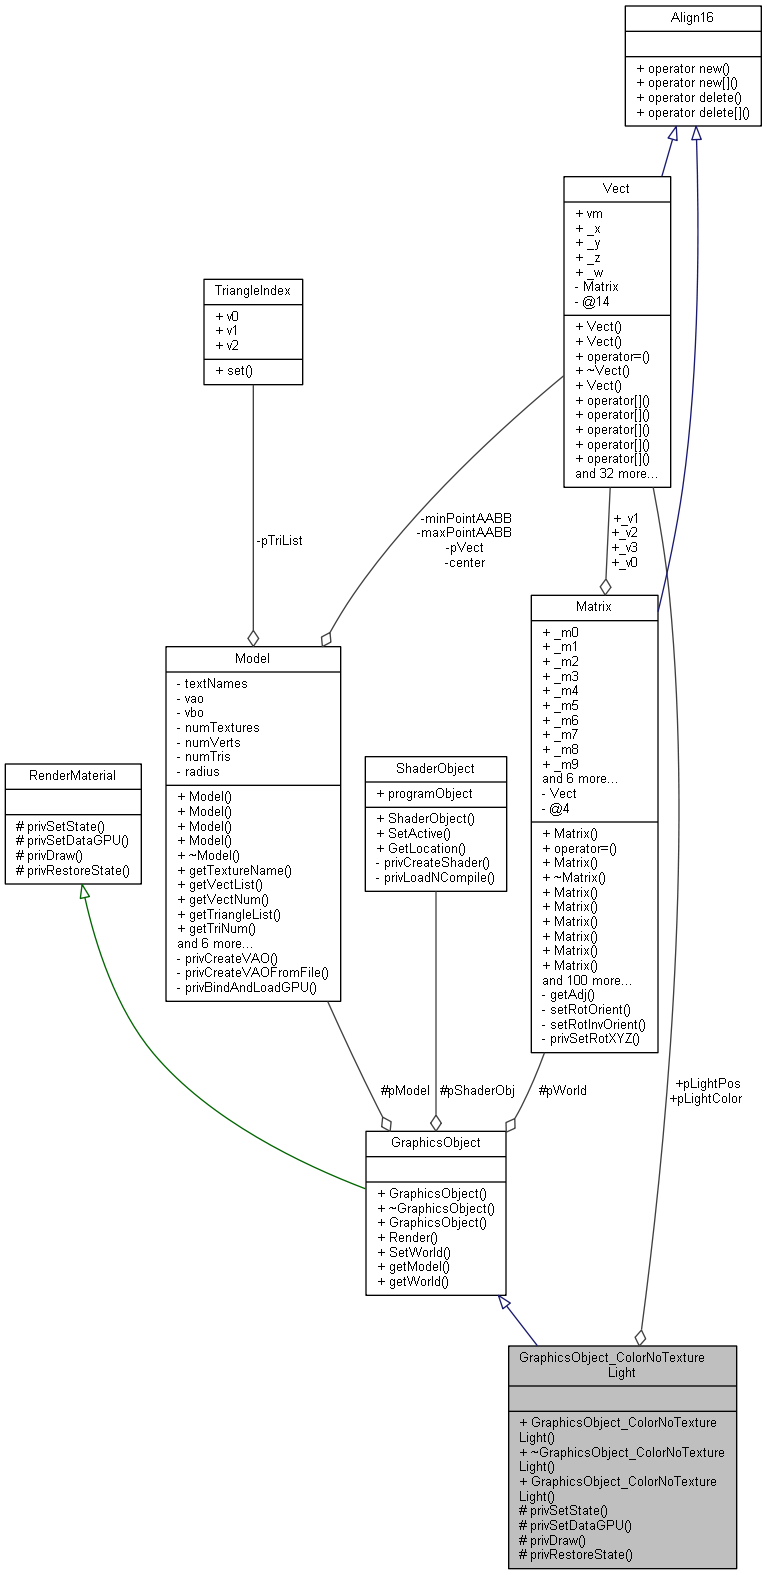 Align16
+ operator new()
+ operator new[]()
+ operator delete()
+ operator delete[]()
Vect
+ vm
+ _x
+ _y
+ _z
+ _w
- Matrix
- @14
+ Vect()
+ Vect()
+ operator=()
+ ~Vect()
+ Vect()
+ operator[]()
+ operator[]()
+ operator[]()
+ operator[]()
+ operator[]()
and 32 more...
TriangleIndex
+ v0
+ v1
+ v2
+ set()
-pTriList
-minPointAABB
-maxPointAABB
-pVect
-center
+_v1
+_v2
+_v3
+_v0
Matrix
+ _m0
+ _m1
+ _m2
+ _m3
+ _m4
+ _m5
+ _m6
+ _m7
+ _m8
+ _m9
and 6 more...
- Vect
- @4
+ Matrix()
+ operator=()
+ Matrix()
+ ~Matrix()
+ Matrix()
+ Matrix()
+ Matrix()
+ Matrix()
+ Matrix()
+ Matrix()
and 100 more...
- getAdj()
- setRotOrient()
- setRotInvOrient()
- privSetRotXYZ()
Model
- textNames
- vao
- vbo
- numTextures
- numVerts
- numTris
- radius
+ Model()
+ Model()
+ Model()
+ Model()
+ ~Model()
+ getTextureName()
+ getVectList()
+ getVectNum()
+ getTriangleList()
+ getTriNum()
and 6 more...
- privCreateVAO()
- privCreateVAOFromFile()
- privBindAndLoadGPU()
ShaderObject
+ programObject
+ ShaderObject()
+ SetActive()
+ GetLocation()
- privCreateShader()
- privLoadNCompile()
RenderMaterial
# privSetState()
# privSetDataGPU()
# privDraw()
# privRestoreState()
#pModel
#pShaderObj
#pWorld
+pLightPos
+pLightColor
GraphicsObject
+ GraphicsObject()
+ ~GraphicsObject()
+ GraphicsObject()
+ Render()
+ SetWorld()
+ getModel()
+ getWorld()
GraphicsObject_ColorNoTexture
Light
+ GraphicsObject_ColorNoTexture
Light()
+ ~GraphicsObject_ColorNoTexture
Light()
+ GraphicsObject_ColorNoTexture
Light()
# privSetState()
# privSetDataGPU()
# privDraw()
# privRestoreState()